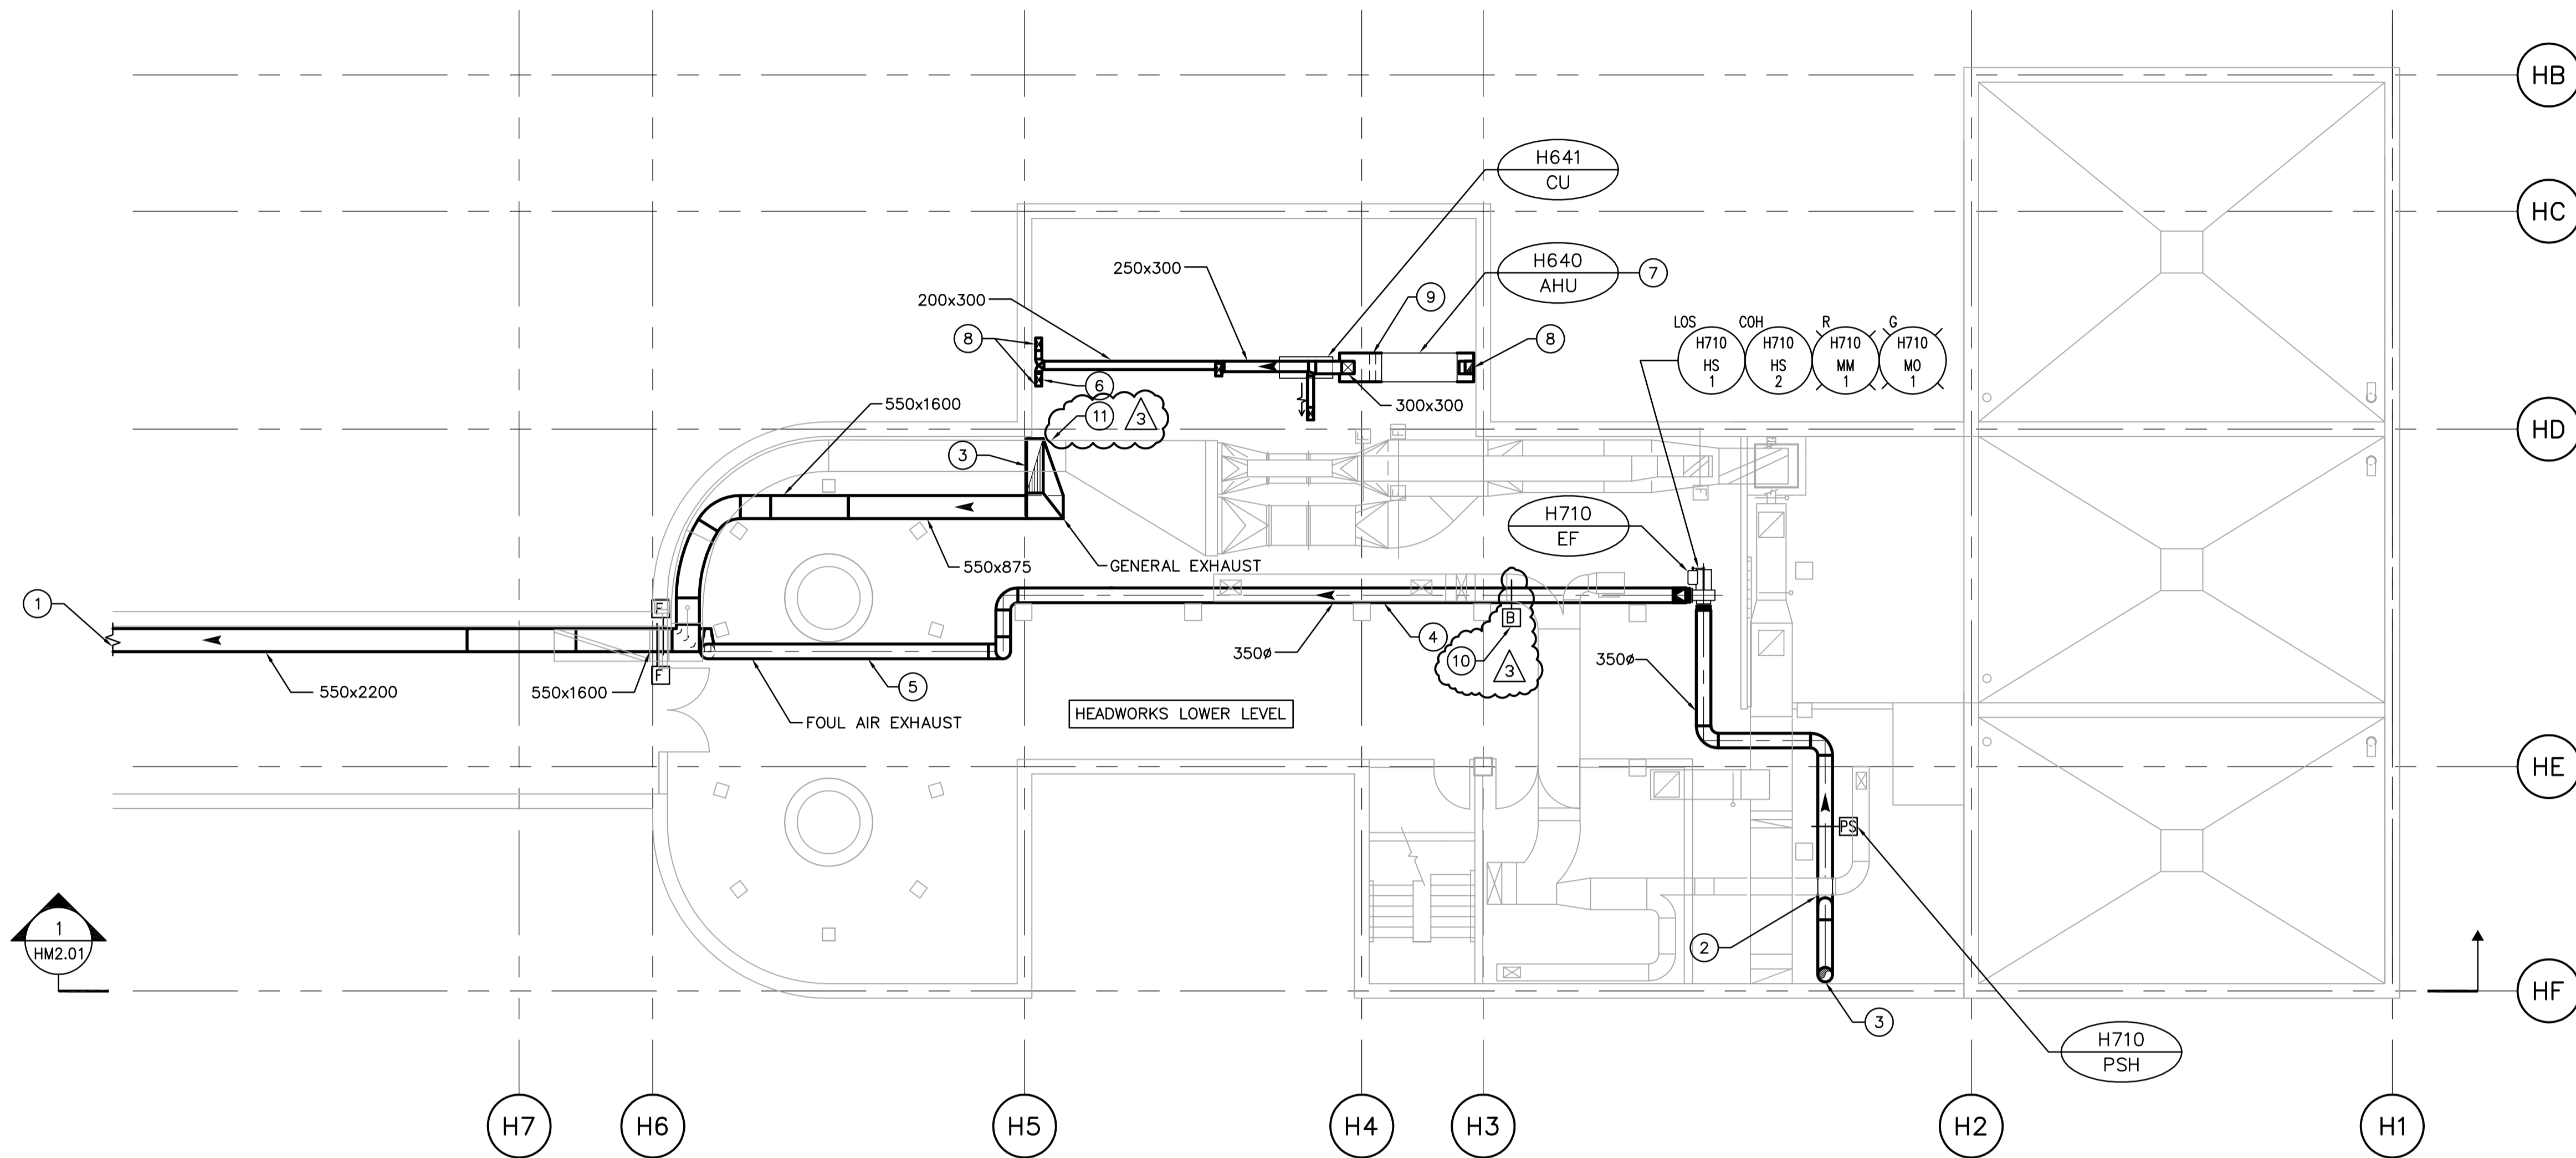 HB
H641
CU
HC
250x300
H640
AHU
7
200x300
9
LOS
COH
R
G
8
8
H710
HS
1
H710
HS
2
H710
MM
1
H710
MO
1
6
550x1600
11
3
300x300
HD
3
H710
EF
550x875
GENERAL EXHAUST
HE
1
F
F
B
4
350ø
10
3
350ø
5
550x2200
550x1600
HEADWORKS LOWER LEVEL
FOUL AIR EXHAUST
PS
1
HM2.01
2
HF
3
H710
PSH
H7
H6
H5
H4
H3
H2
H1